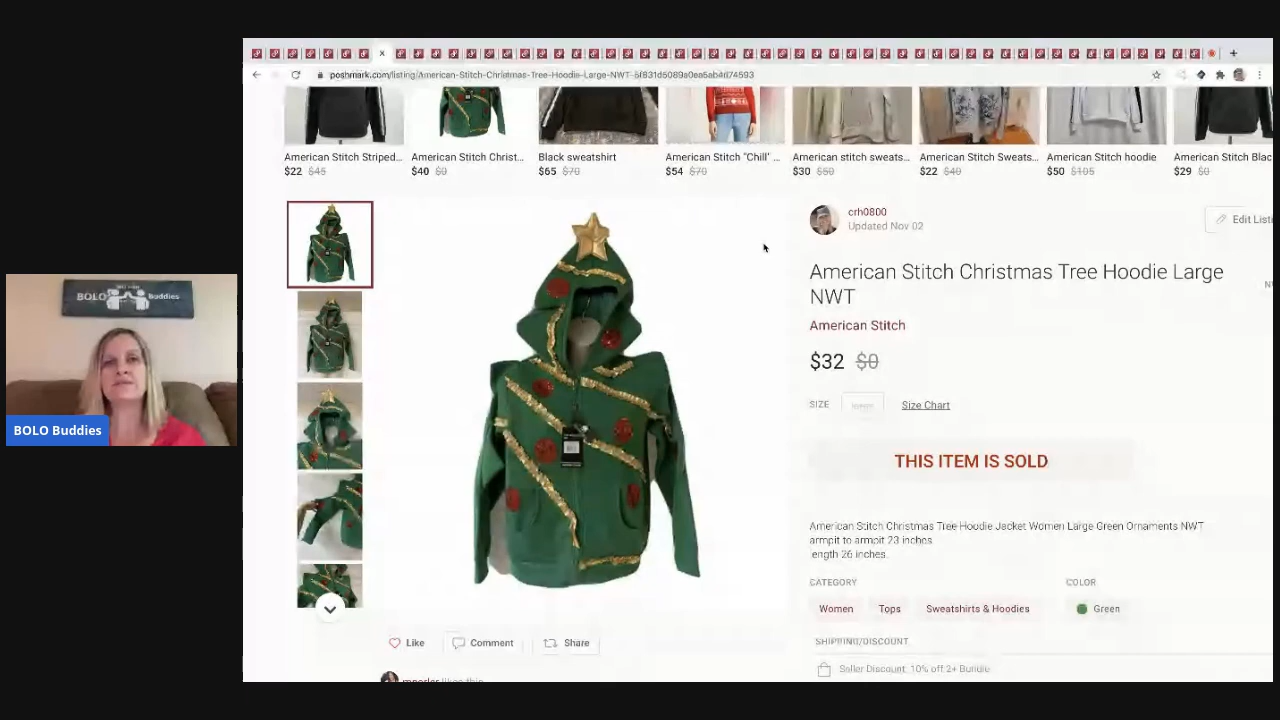 poshmark.com/listing/American-Stitch-Christmas-Tree-Hoodie-Large-NWT-5f831d5089a0ea5ab4d74593
American Stitch Striped... American Stitch Christ... Black sweatshirt American Stitch "Chill" ... American stitch sweats... American Stitch Sweats... American Stitch hoodie American Stitch Blac
$22 $45 $40 $0 $65 $70 $54 $70 $30 $50 $22 $40 $50 $105 $29 $0
crh0800
Updated Nov 02
Edit Listi
American Stitch Christmas Tree Hoodie Large
NWT
American Stitch
$32 $0
SIZE Size Chart
THIS ITEM IS SOLD
American Stitch Christmas Tree Hoodie Jacket Women Large Green Ornaments NWT
armpit to armpit 23 inches
length 26 inches.
CATEGORY COLOR
Women Tops Sweatshirts & Hoodies Green
SHIPPING/DISCOUNT
Seller Discount: 10% off 2+ Bundle
Like Comment Share
likes this
BOLO buddies
BOLO Buddies